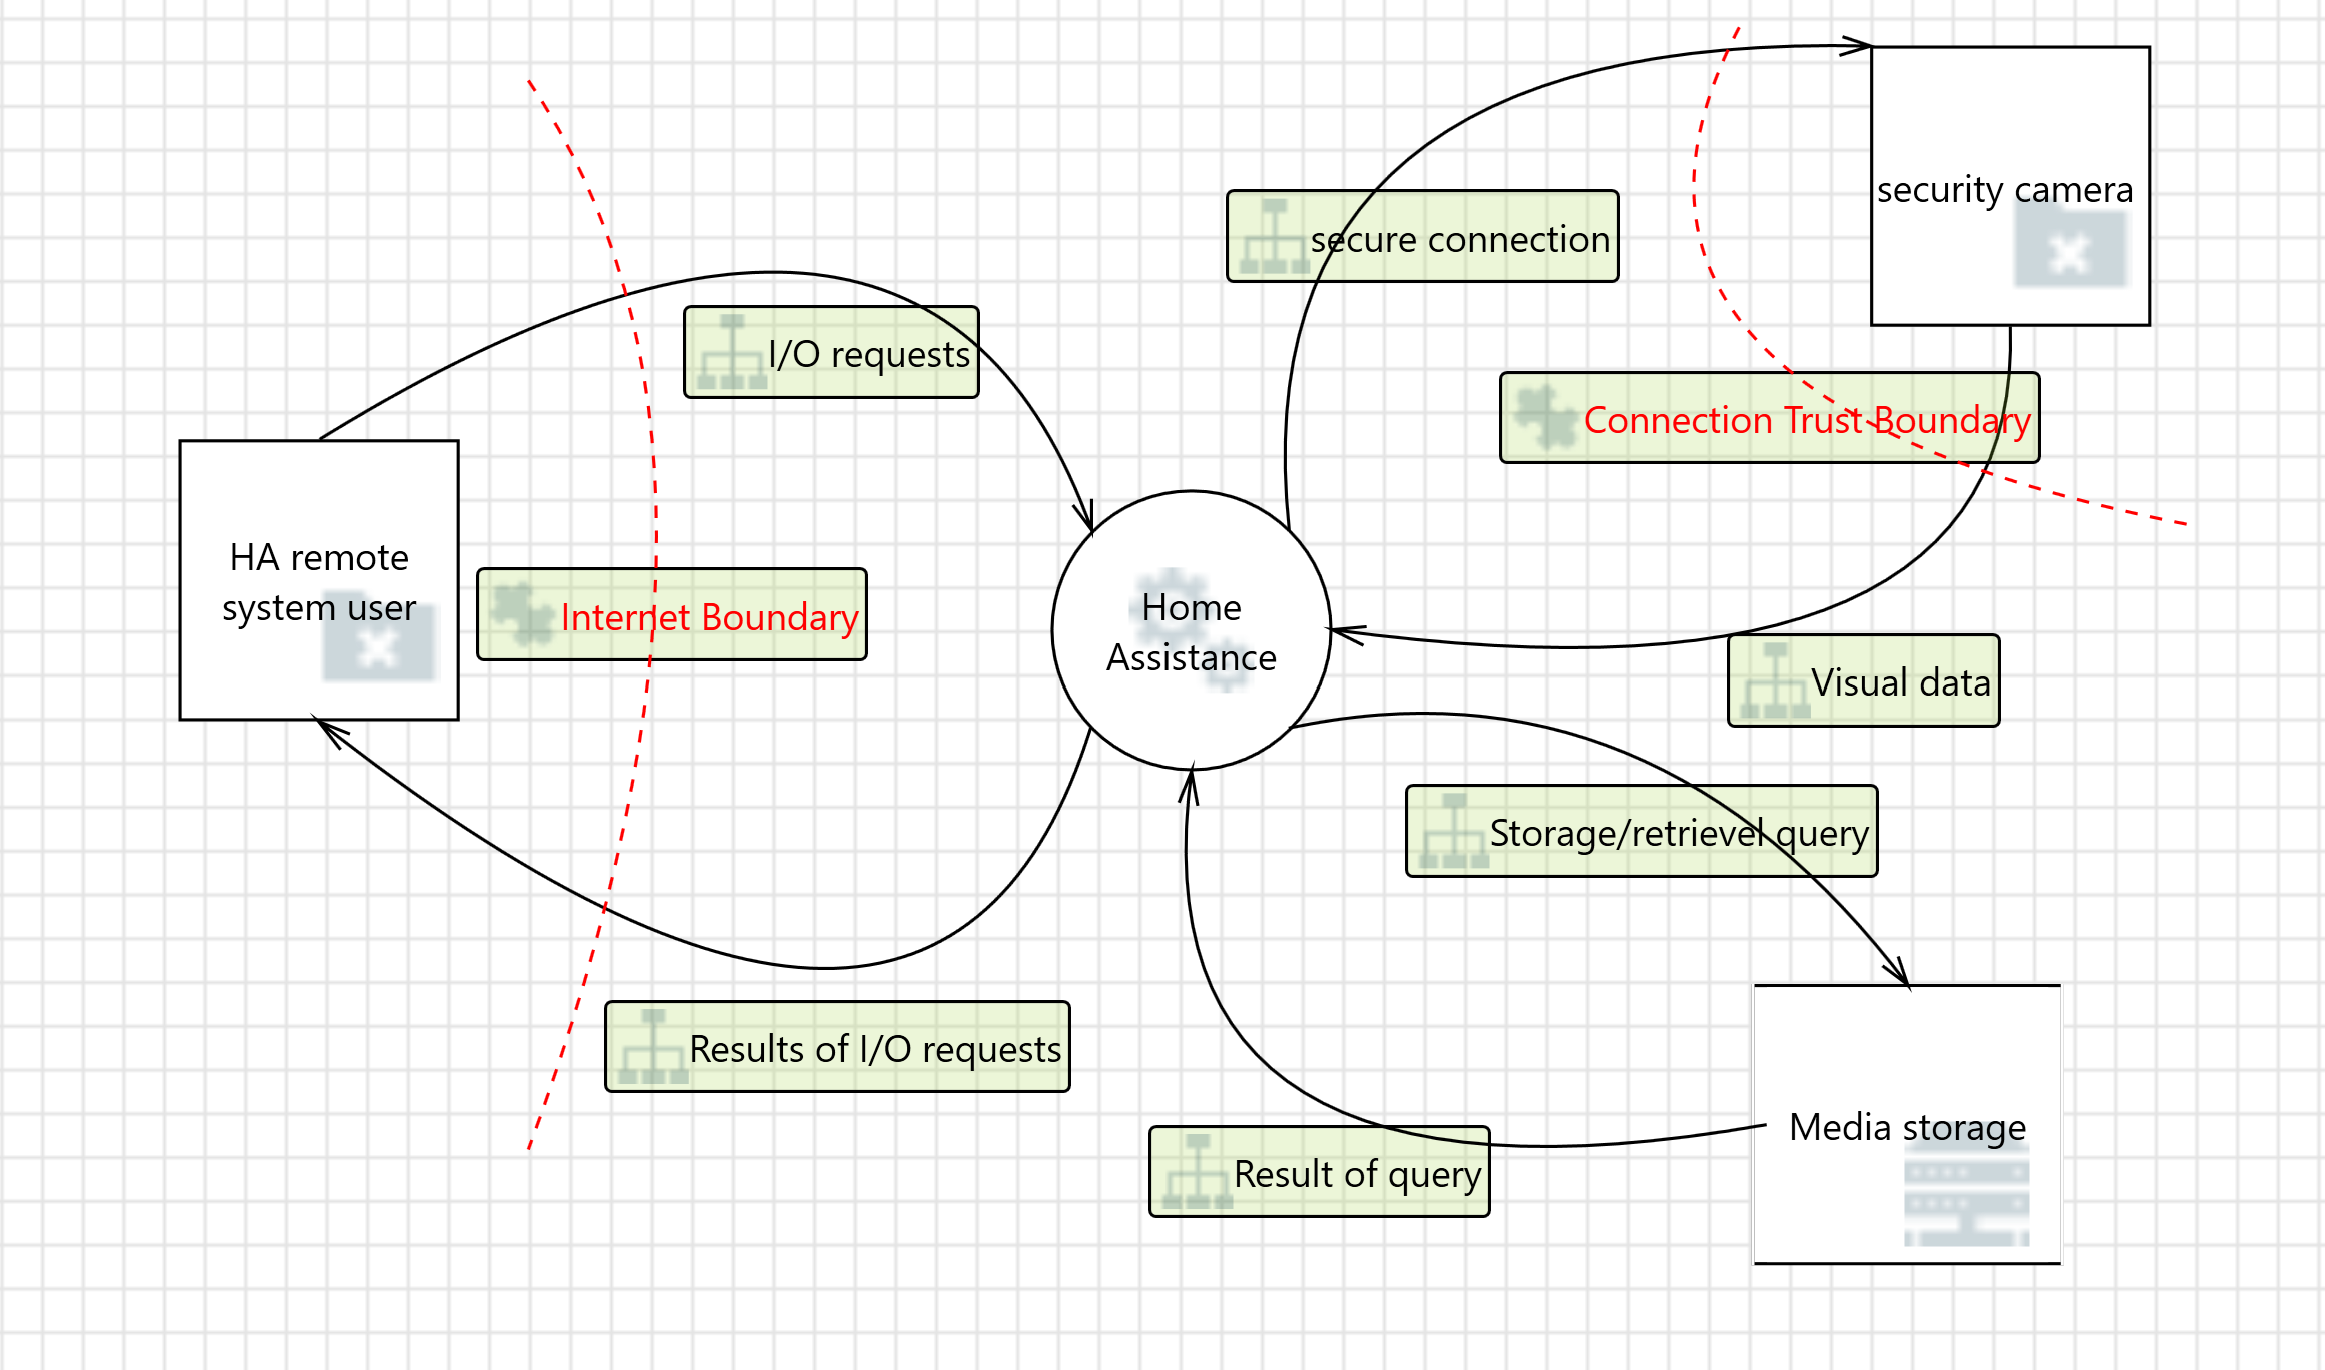 security camera
secure connection
I/O requests
Connection Trust Boundary
HA remote
system user
Internet Boundary
Home
Assistance
Visual data
Storage/retrievel query
Results of I/O requests
Media storage
Result of query